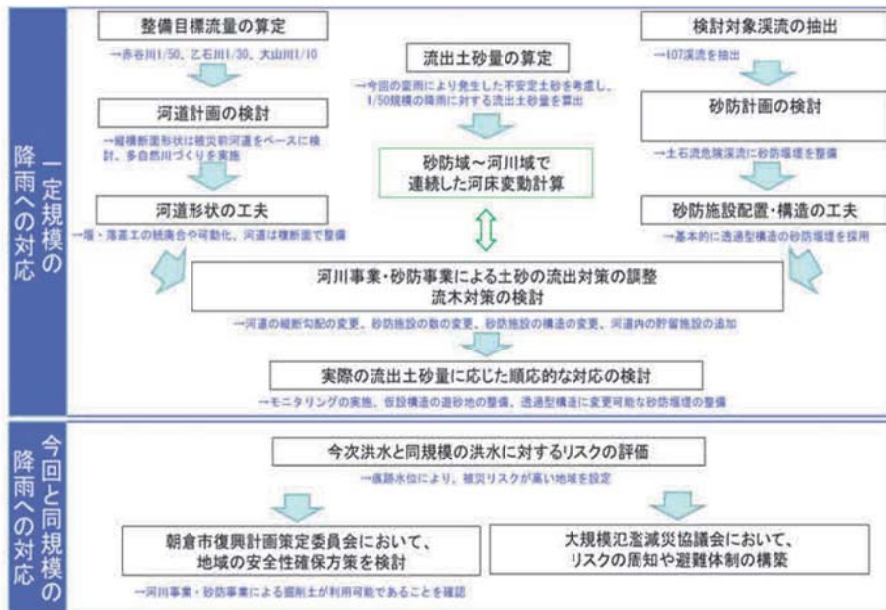 一定規模の
降雨への対応
整備目標流量の算定
→赤谷川1/50、乙石川1/30、大山川1/10
河道計画の検討
→縦横断面形状は被災前河道をベースに検
討、多自然川づくりを実施
河道形状の工夫
→堰・落差工の統廃合や可動化、河道は複断面で整備
流出土砂量の算定
→今回の豪雨により発生した不安定土砂を考慮し、
1/50規模の降雨に対する流出土砂量を算出
砂防域～河川域で
連続した河床変動計算
検討対象渓流の抽出
→107渓流を抽出
砂防計画の検討
→土石流危険渓流に砂防堰堤を整備
砂防施設配置・構造の工夫
→基本的に透過型構造の砂防堰堤を採用
河川事業・砂防事業による土砂の流出対策の調整
流木対策の検討
→河道の縦断勾配の変更、砂防施設の数の変更、砂防施設の構造の変更、河道内の貯留施設の追加
実際の流出土砂量に応じた順応的な対応の検討
→モニタリングの実施、仮設構造の遊砂地の整備、透過型構造に変更可能な砂防堰堤の整備
今回と同規模の
降雨への対応
今次洪水と同規模の洪水に対するリスクの評価
→痕跡水位により、被災リスクが高い地域を設定
朝倉市復興計画策定委員会において、
地域の安全性確保方策を検討
→河川事業・砂防事業による掘削土が利用可能であることを確認
大規模氾濫減災協議会において、
リスクの周知や避難体制の構築